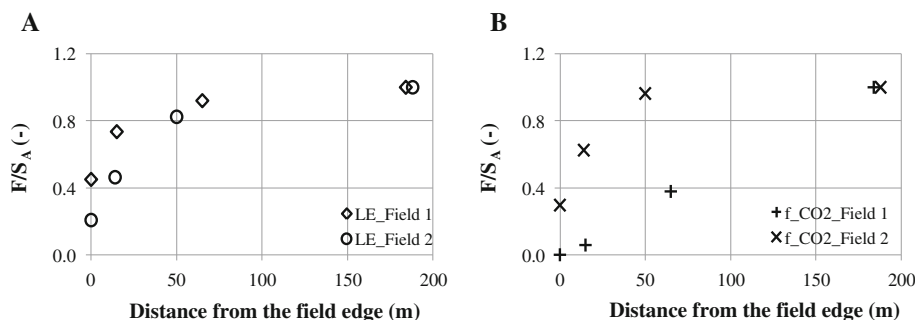 A
1.2
0.8
0.4
0.0
F/S_A (-)
LE_Field 1
LE_Field 2
0 50 100 150 200
Distance from the field edge (m)
B
1.2
0.8
0.4
0.0
F/S_A (-)
f_CO2_Field 1
f_CO2_Field 2
0 50 100 150 200
Distance from the field edge (m)